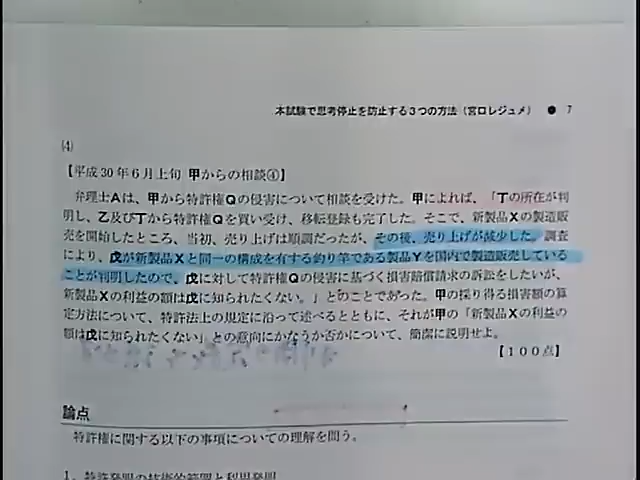 本試験で思考停止を防止する3つの方法（宮口レジュメ） ● 7
(4)
【平成30年6月上旬 甲からの相談④】
弁理士Aは、甲から特許権Qの侵害について相談を受けた。甲によれば、「丁の所在が判
明し、乙及び丁から特許権Qを買い受け、移転登録も完了した。そこで、新製品Xの製造販
売を開始したところ、当初、売り上げは順調だったが、その後、売り上げが減少した。調査
により、戊が新製品Xと同一の構成を有する釣り竿である製品Yを国内で製造販売している
ことが判明したので、戊に対して特許権Qの侵害に基づく損害賠償請求の訴訟をしたいが、
新製品Xの利益の額は戊に知られたくない。」とのことであった。甲の採り得る損害額の算
定方法について、特許法上の規定に沿って述べるとともに、それが甲の「新製品Xの利益の
額は戊に知られたくない」との意向にかなうか否かについて、簡潔に説明せよ。
【100点】
論点
特許権に関する以下の事項についての理解を問う。
1．特許発明の技術的範囲と利用発明